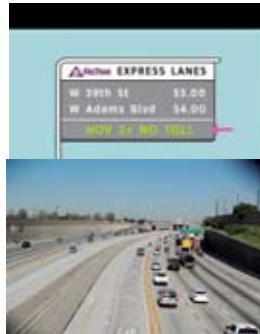 Metro EXPRESS LANES
W 39th St $3.00
W Adams Blvd $4.00
HOV 2+ NO TOLL